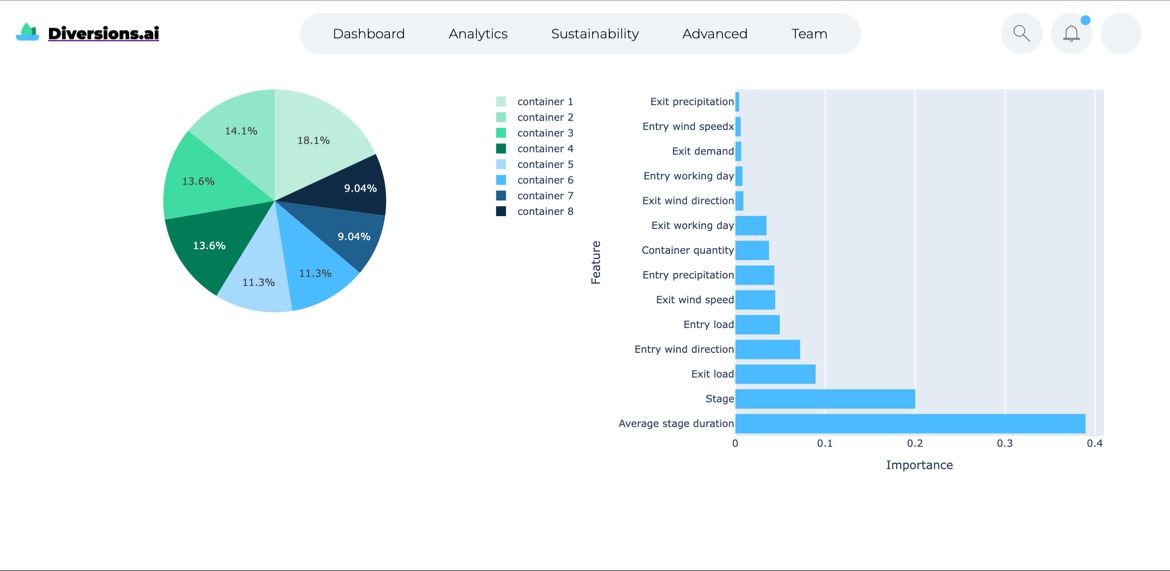 Diversions.ai
Dashboard Analytics Sustainability Advanced Team
14.1%
18.1%
13.6%
9.04%
13.6%
9.04%
11.3%
11.3%
container 1
container 2
container 3
container 4
container 5
container 6
container 7
container 8
Feature
Exit precipitation
Entry wind speedx
Exit demand
Entry working day
Exit wind direction
Exit working day
Container quantity
Entry precipitation
Exit wind speed
Entry load
Entry wind direction
Exit load
Stage
Average stage duration
0 0.1 0.2 0.3 0.4
Importance